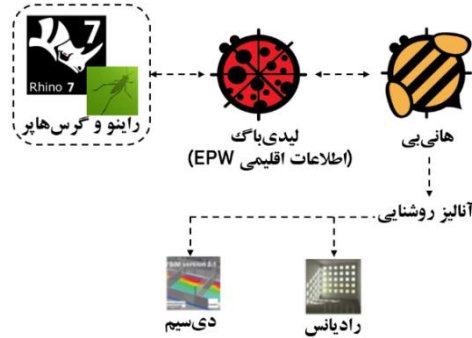 7
Rhino 7
راینو و گرس‌هاپر
لیدی‌باگ
(اطلاعات اقلیمی EPW)
هانی‌بی
آنالیز روشنایی
دی‌سیم
رادیانس